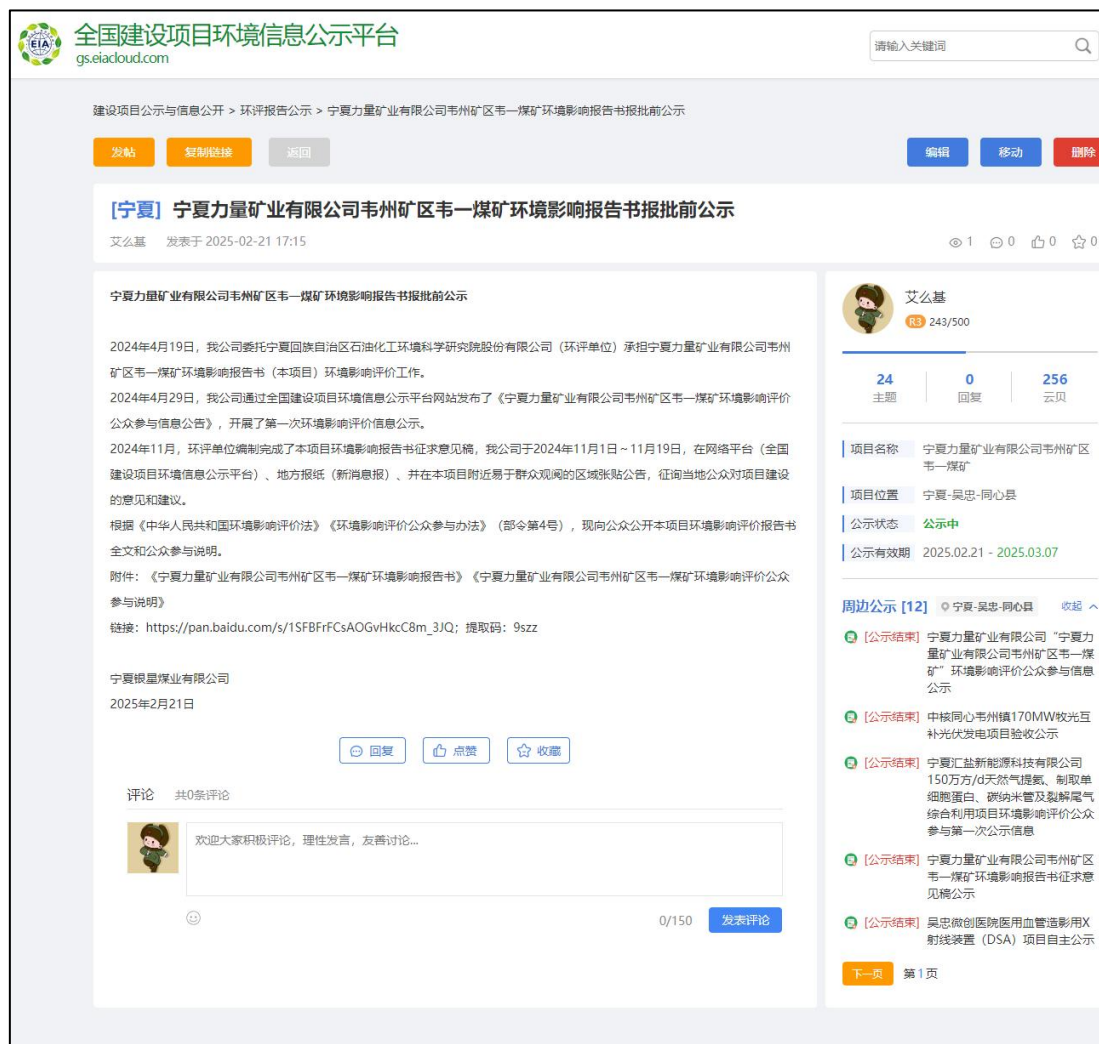 EIA
全国建设项目环境信息公示平台
gs.eiacloud.com
请输入关键词
建设项目公示与信息公开 > 环评报告公示 > 宁夏力量矿业有限公司韦州矿区韦一煤矿环境影响报告书报批前公示
发帖 复制链接 返回 编辑 移动 删除
[宁夏] 宁夏力量矿业有限公司韦州矿区韦一煤矿环境影响报告书报批前公示
艾么基 发表于 2025-02-21 17:15
1 0 0 0
宁夏力量矿业有限公司韦州矿区韦一煤矿环境影响报告书报批前公示
2024年4月19日，我公司委托宁夏回族自治区石油化工环境科学研究院股份有限公司（环评单位）承担宁夏力量矿业有限公司韦州
矿区韦一煤矿环境影响报告书（本项目）环境影响评价工作。
2024年4月29日，我公司通过全国建设项目环境信息公示平台网站发布了《宁夏力量矿业有限公司韦州矿区韦一煤矿环境影响评价
公众参与信息公告》，开展了第一次环境影响评价信息公示。
2024年11月，环评单位编制完成了本项目环境影响报告书征求意见稿，我公司于2024年11月1日～11月19日，在网络平台（全国
建设项目环境信息公示平台）、地方报纸（新消息报）、并在本项目附近易于群众观阅的区域张贴公告，征询当地公众对项目建设
的意见和建议。
根据《中华人民共和国环境影响评价法》《环境影响评价公众参与办法》（部令第4号），现向公众公开本项目环境影响评价报告书
全文和公众参与说明。
附件：《宁夏力量矿业有限公司韦州矿区韦一煤矿环境影响报告书》《宁夏力量矿业有限公司韦州矿区韦一煤矿环境影响评价公众
参与说明》
链接：https://pan.baidu.com/s/1SFBFrFCsAOGvHkcC8m_3JQ；提取码：9szz
宁夏银星煤业有限公司
2025年2月21日
回复 点赞 收藏
评论 共0条评论
欢迎大家积极评论，理性发言，友善讨论...
0/150 发表评论
艾么基
R3 243/500
24 0 256
主题 回复 云贝
项目名称 宁夏力量矿业有限公司韦州矿区
韦一煤矿
项目位置 宁夏-吴忠-同心县
公示状态 公示中
公示有效期 2025.02.21 - 2025.03.07
周边公示 [12] 宁夏-吴忠-同心县 收起
[公示结束] 宁夏力量矿业有限公司“宁夏力
量矿业有限公司韦州矿区韦一煤
矿”环境影响评价公众参与信息
公示
[公示结束] 中核同心韦州镇170MW牧光互
补光伏发电项目验收公示
[公示结束] 宁夏汇盐新能源科技有限公司
150万方/d天然气提氦、制取单
细胞蛋白、碳纳米管及裂解尾气
综合利用项目环境影响评价公众
参与第一次公示信息
[公示结束] 宁夏力量矿业有限公司韦州矿区
韦一煤矿环境影响报告书征求意
见稿公示
[公示结束] 吴忠微创医院医用血管造影用X
射线装置（DSA）项目自主公示
下一页 第1页